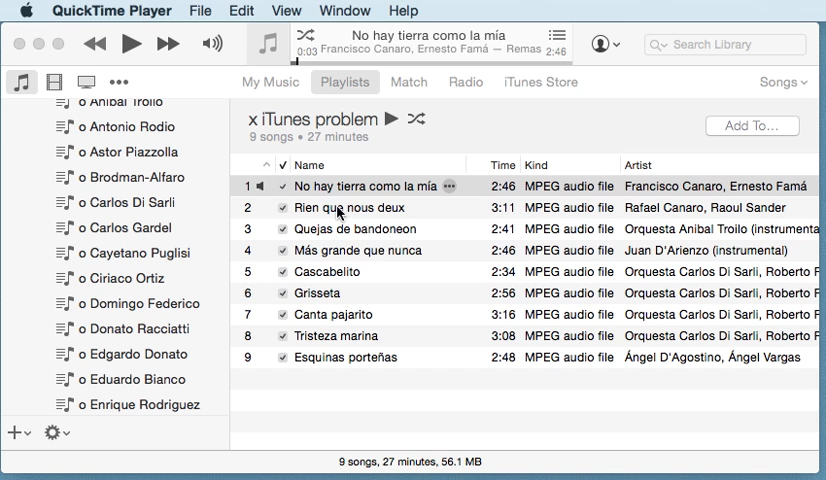 QuickTime Player File Edit View Window Help
No hay tierra como la mía
0:03 Francisco Canaro, Ernesto Famá — Remas 2:46
Search Library
My Music Playlists Match Radio iTunes Store Songs
o Aníbal Troilo
o Antonio Rodio
o Astor Piazzolla
o Brodman-Alfaro
o Carlos Di Sarli
o Carlos Gardel
o Cayetano Puglisi
o Ciriaco Ortiz
o Domingo Federico
o Donato Racciatti
o Edgardo Donato
o Eduardo Bianco
o Enrique Rodriguez
x iTunes problem
9 songs • 27 minutes
Add To...
Name Time Kind Artist
1 No hay tierra como la mía 2:46 MPEG audio file Francisco Canaro, Ernesto Famá
2 Rien que nous deux 3:11 MPEG audio file Rafael Canaro, Raoul Sander
3 Quejas de bandoneon 2:41 MPEG audio file Orquesta Anibal Troilo (instrumenta
4 Más grande que nunca 2:46 MPEG audio file Juan D'Arienzo (instrumental)
5 Cascabelito 2:34 MPEG audio file Orquesta Carlos Di Sarli, Roberto F
6 Grisseta 2:56 MPEG audio file Orquesta Carlos Di Sarli, Roberto F
7 Canta pajarito 3:16 MPEG audio file Orquesta Carlos Di Sarli, Roberto F
8 Tristeza marina 3:08 MPEG audio file Orquesta Carlos Di Sarli, Roberto F
9 Esquinas porteñas 2:48 MPEG audio file Ángel D'Agostino, Ángel Vargas
9 songs, 27 minutes, 56.1 MB